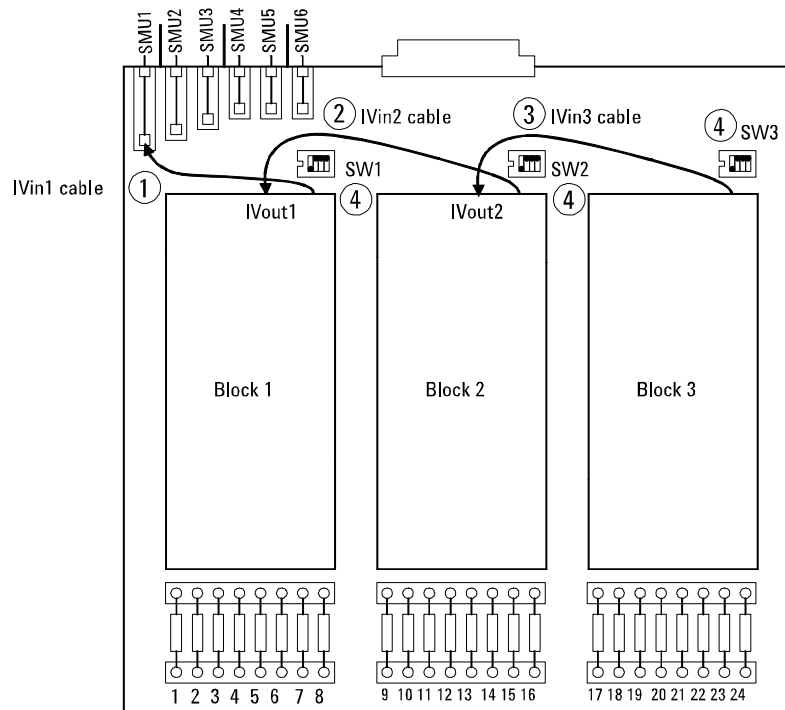 SMU1 SMU2 SMU3 SMU4 SMU5 SMU6
2 IVin2 cable 3 IVin3 cable 4 SW3
IVin1 cable 1 SW1 SW2
4 4
IVout1 IVout2
Block 1 Block 2 Block 3
1 2 3 4 5 6 7 8 9 10 11 12 13 14 15 16 17 18 19 20 21 22 23 24